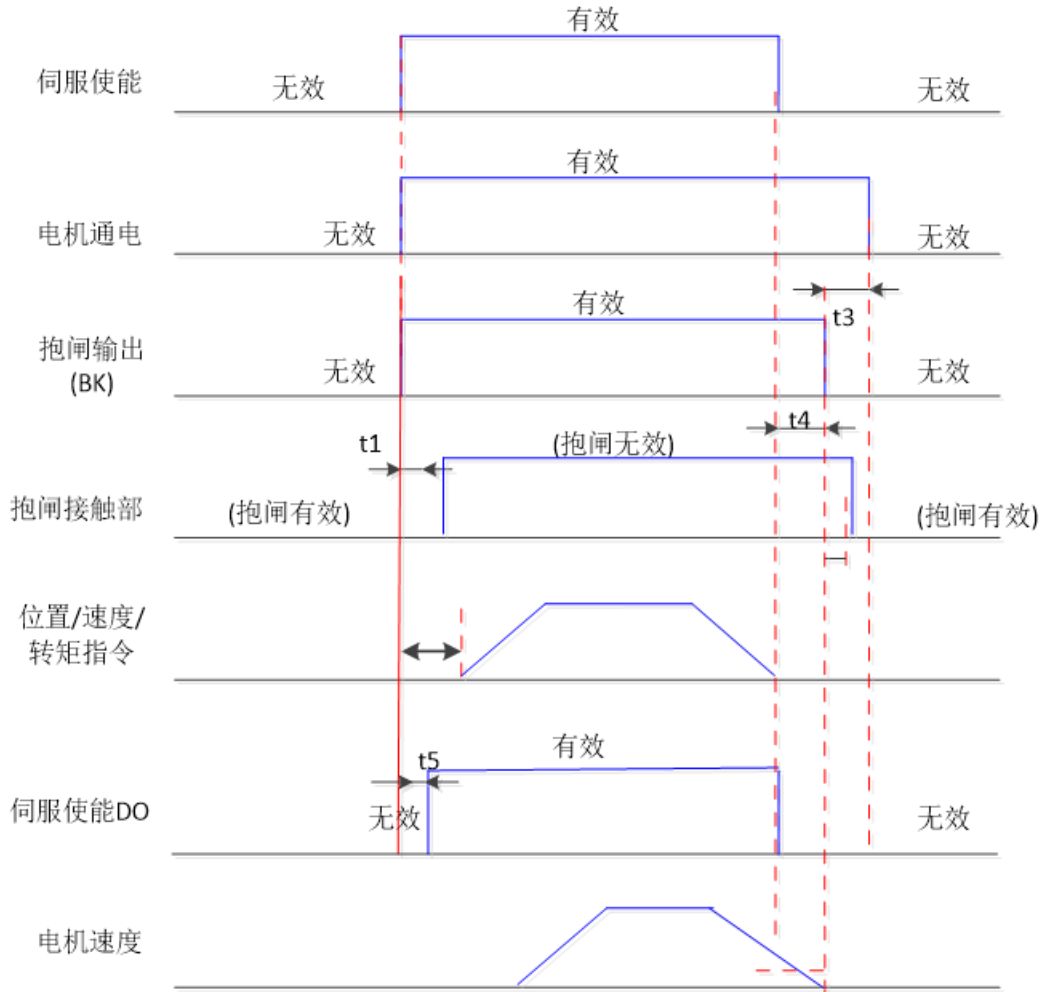 有效
伺服使能
无效
无效
有效
电机通电
无效
无效
有效
t3
抱闸输出
(BK)
无效
无效
t4
t1
(抱闸无效)
抱闸接触部
(抱闸有效)
(抱闸有效)
位置/速度/
转矩指令
有效
t5
伺服使能DO
无效
无效
电机速度